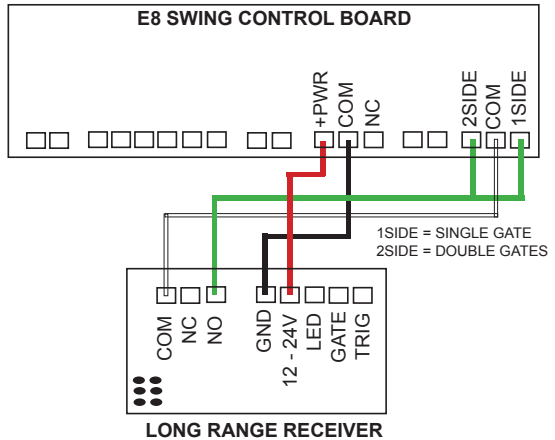 E8 SWING CONTROL BOARD
+PWR
COM
NC
2SIDE
COM
1SIDE
1SIDE = SINGLE GATE
2SIDE = DOUBLE GATES
COM
NC
NO
GND
12 - 24V
LED
GATE
TRIG
LONG RANGE RECEIVER